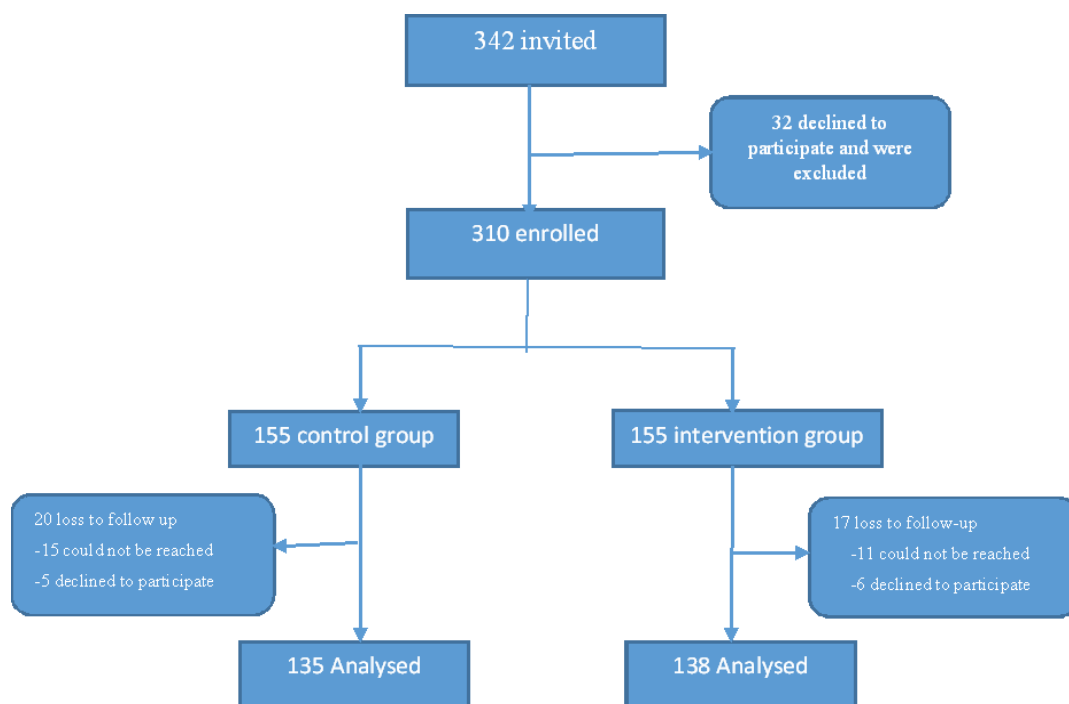 342 invited
32 declined to
participate and were
excluded
310 enrolled
155 control group
155 intervention group
20 loss to follow up
-15 could not be reached
-5 declined to participate
17 loss to follow-up
-11 could not be reached
-6 declined to participate
135 Analysed
138 Analysed